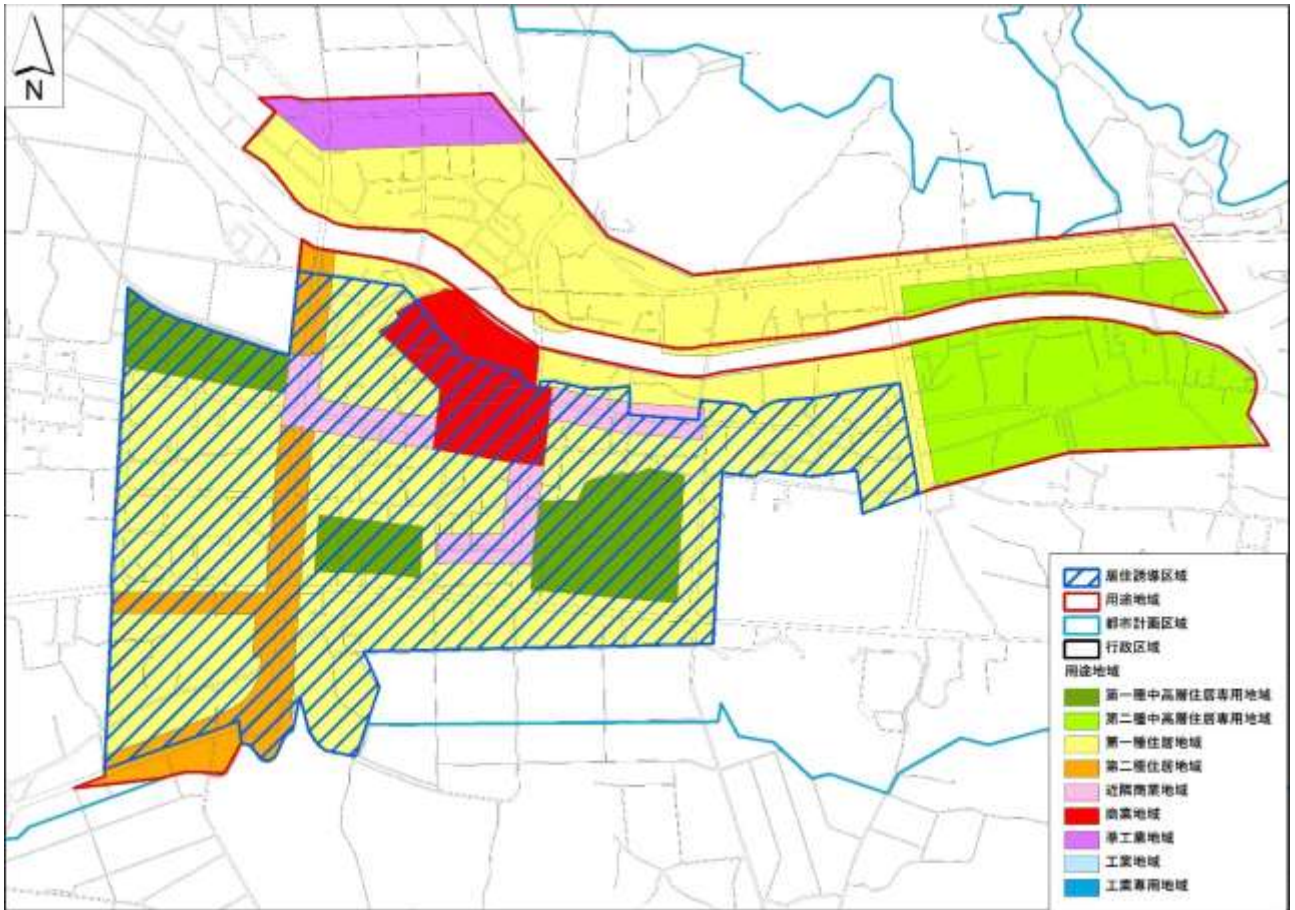 N
居住誘導区域
用途地域
都市計画区域
行政区域
用途地域
第一種中高層住居専用地域
第二種中高層住居専用地域
第一種住居地域
第二種住居地域
近隣商業地域
商業地域
準工業地域
工業地域
工業専用地域